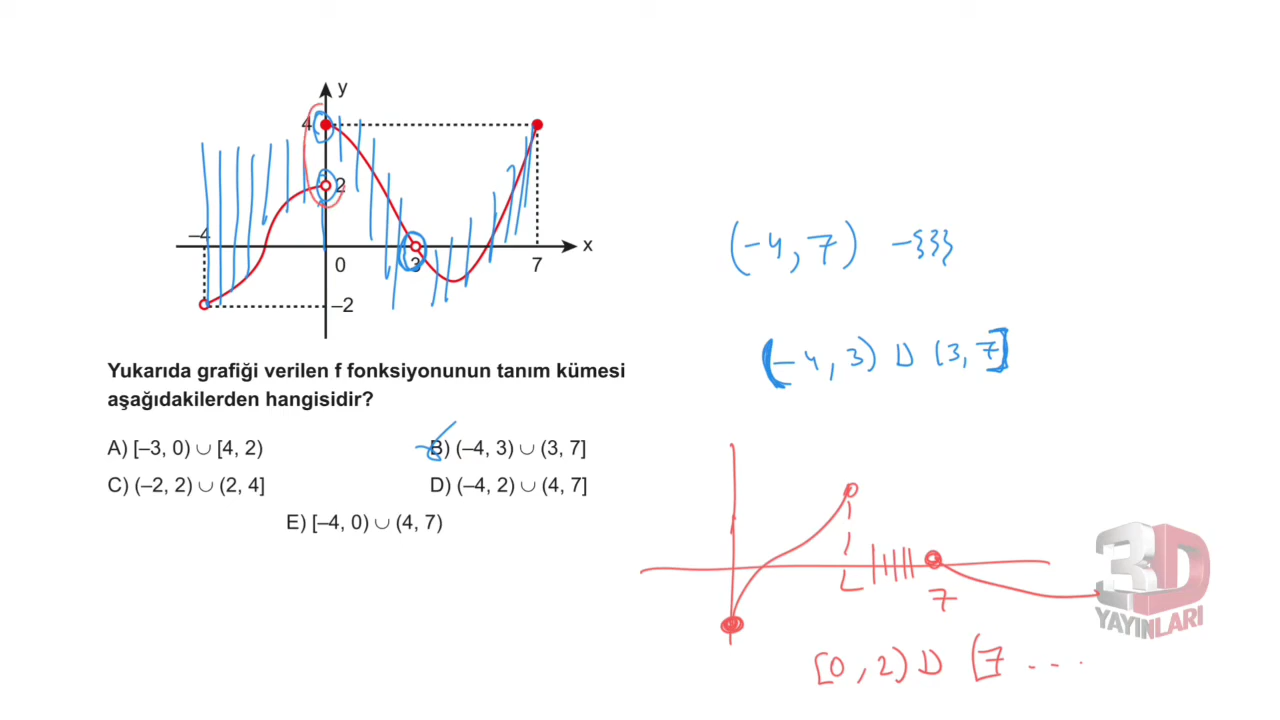 y
4
2
–4
x
0
3
7
–2
(-4, 7) -{}}}
(-4, 3) U (3, 7]
Yukarıda grafiği verilen f fonksiyonunun tanım kümesi
aşağıdakilerden hangisidir?
A) [–3, 0) ∪ [4, 2)
B) (–4, 3) ∪ (3, 7]
C) (–2, 2) ∪ (2, 4]
D) (–4, 2) ∪ (4, 7]
E) [–4, 0) ∪ (4, 7)
7
3D
YAYINLARI
[0, 2) U [7 ....